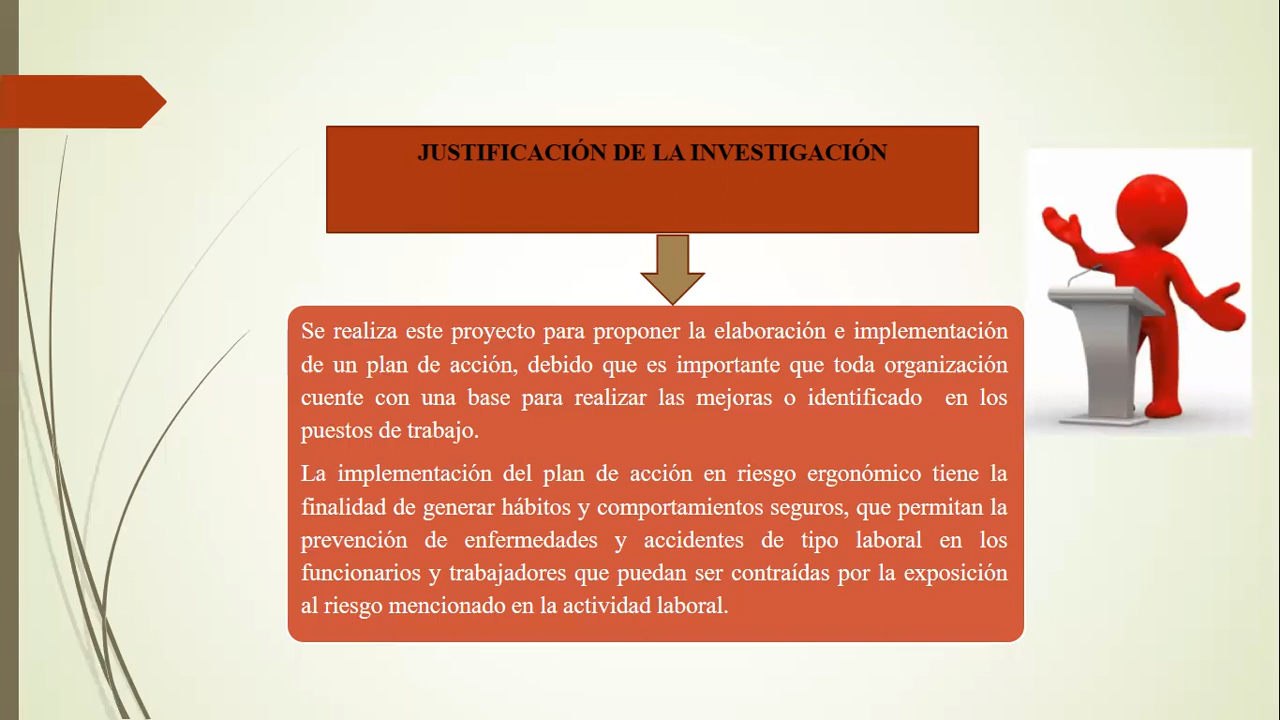 JUSTIFICACIÓN DE LA INVESTIGACIÓN
Se realiza este proyecto para proponer la elaboración e implementación
de un plan de acción, debido que es importante que toda organización
cuente con una base para realizar las mejoras o identificado en los
puestos de trabajo.
La implementación del plan de acción en riesgo ergonómico tiene la
finalidad de generar hábitos y comportamientos seguros, que permitan la
prevención de enfermedades y accidentes de tipo laboral en los
funcionarios y trabajadores que puedan ser contraídas por la exposición
al riesgo mencionado en la actividad laboral.